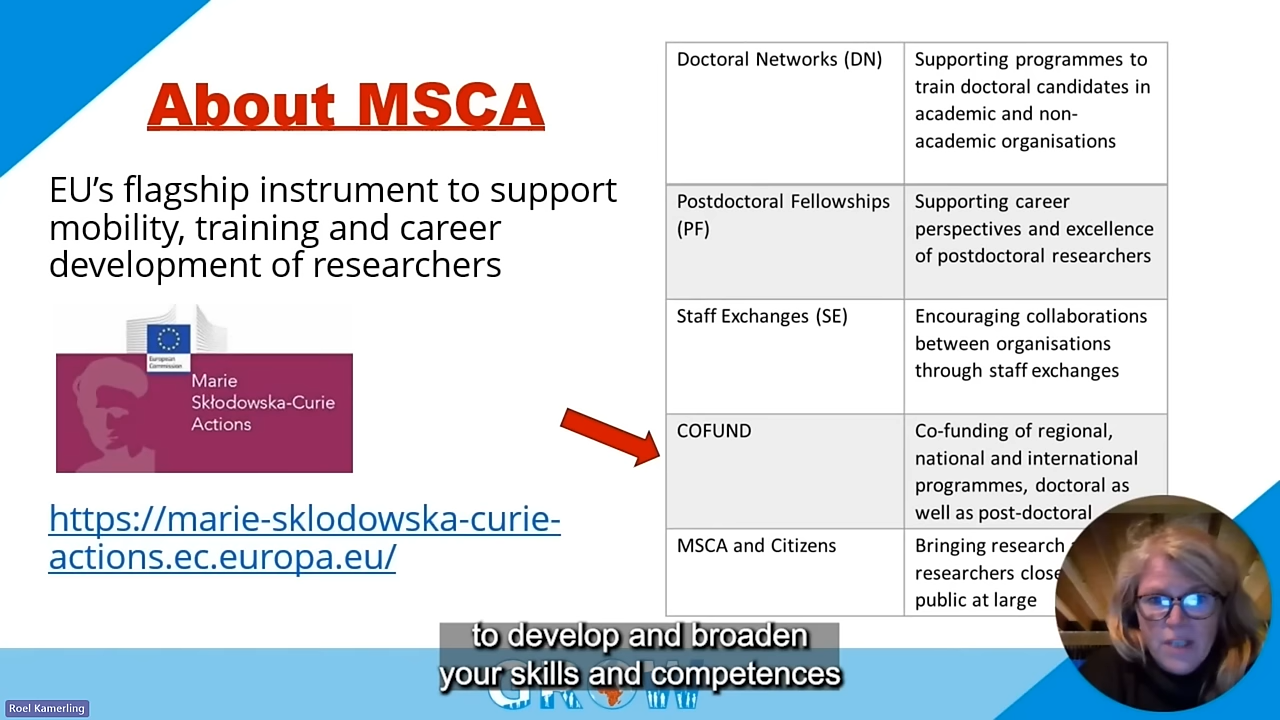 About MSCA
EU’s flagship instrument to support
mobility, training and career
development of researchers
European
Commission
Marie
Skłodowska-Curie
Actions
https://marie-sklodowska-curie-
actions.ec.europa.eu/
Doctoral Networks (DN)
Supporting programmes to
train doctoral candidates in
academic and non-
academic organisations
Postdoctoral Fellowships
(PF)
Supporting career
perspectives and excellence
of postdoctoral researchers
Staff Exchanges (SE)
Encouraging collaborations
between organisations
through staff exchanges
COFUND
Co-funding of regional,
national and international
programmes, doctoral as
well as post-doctoral
MSCA and Citizens
Bringing research
researchers
public at large
to develop and broaden
your skills and competences
GROW
Roel Kamerling